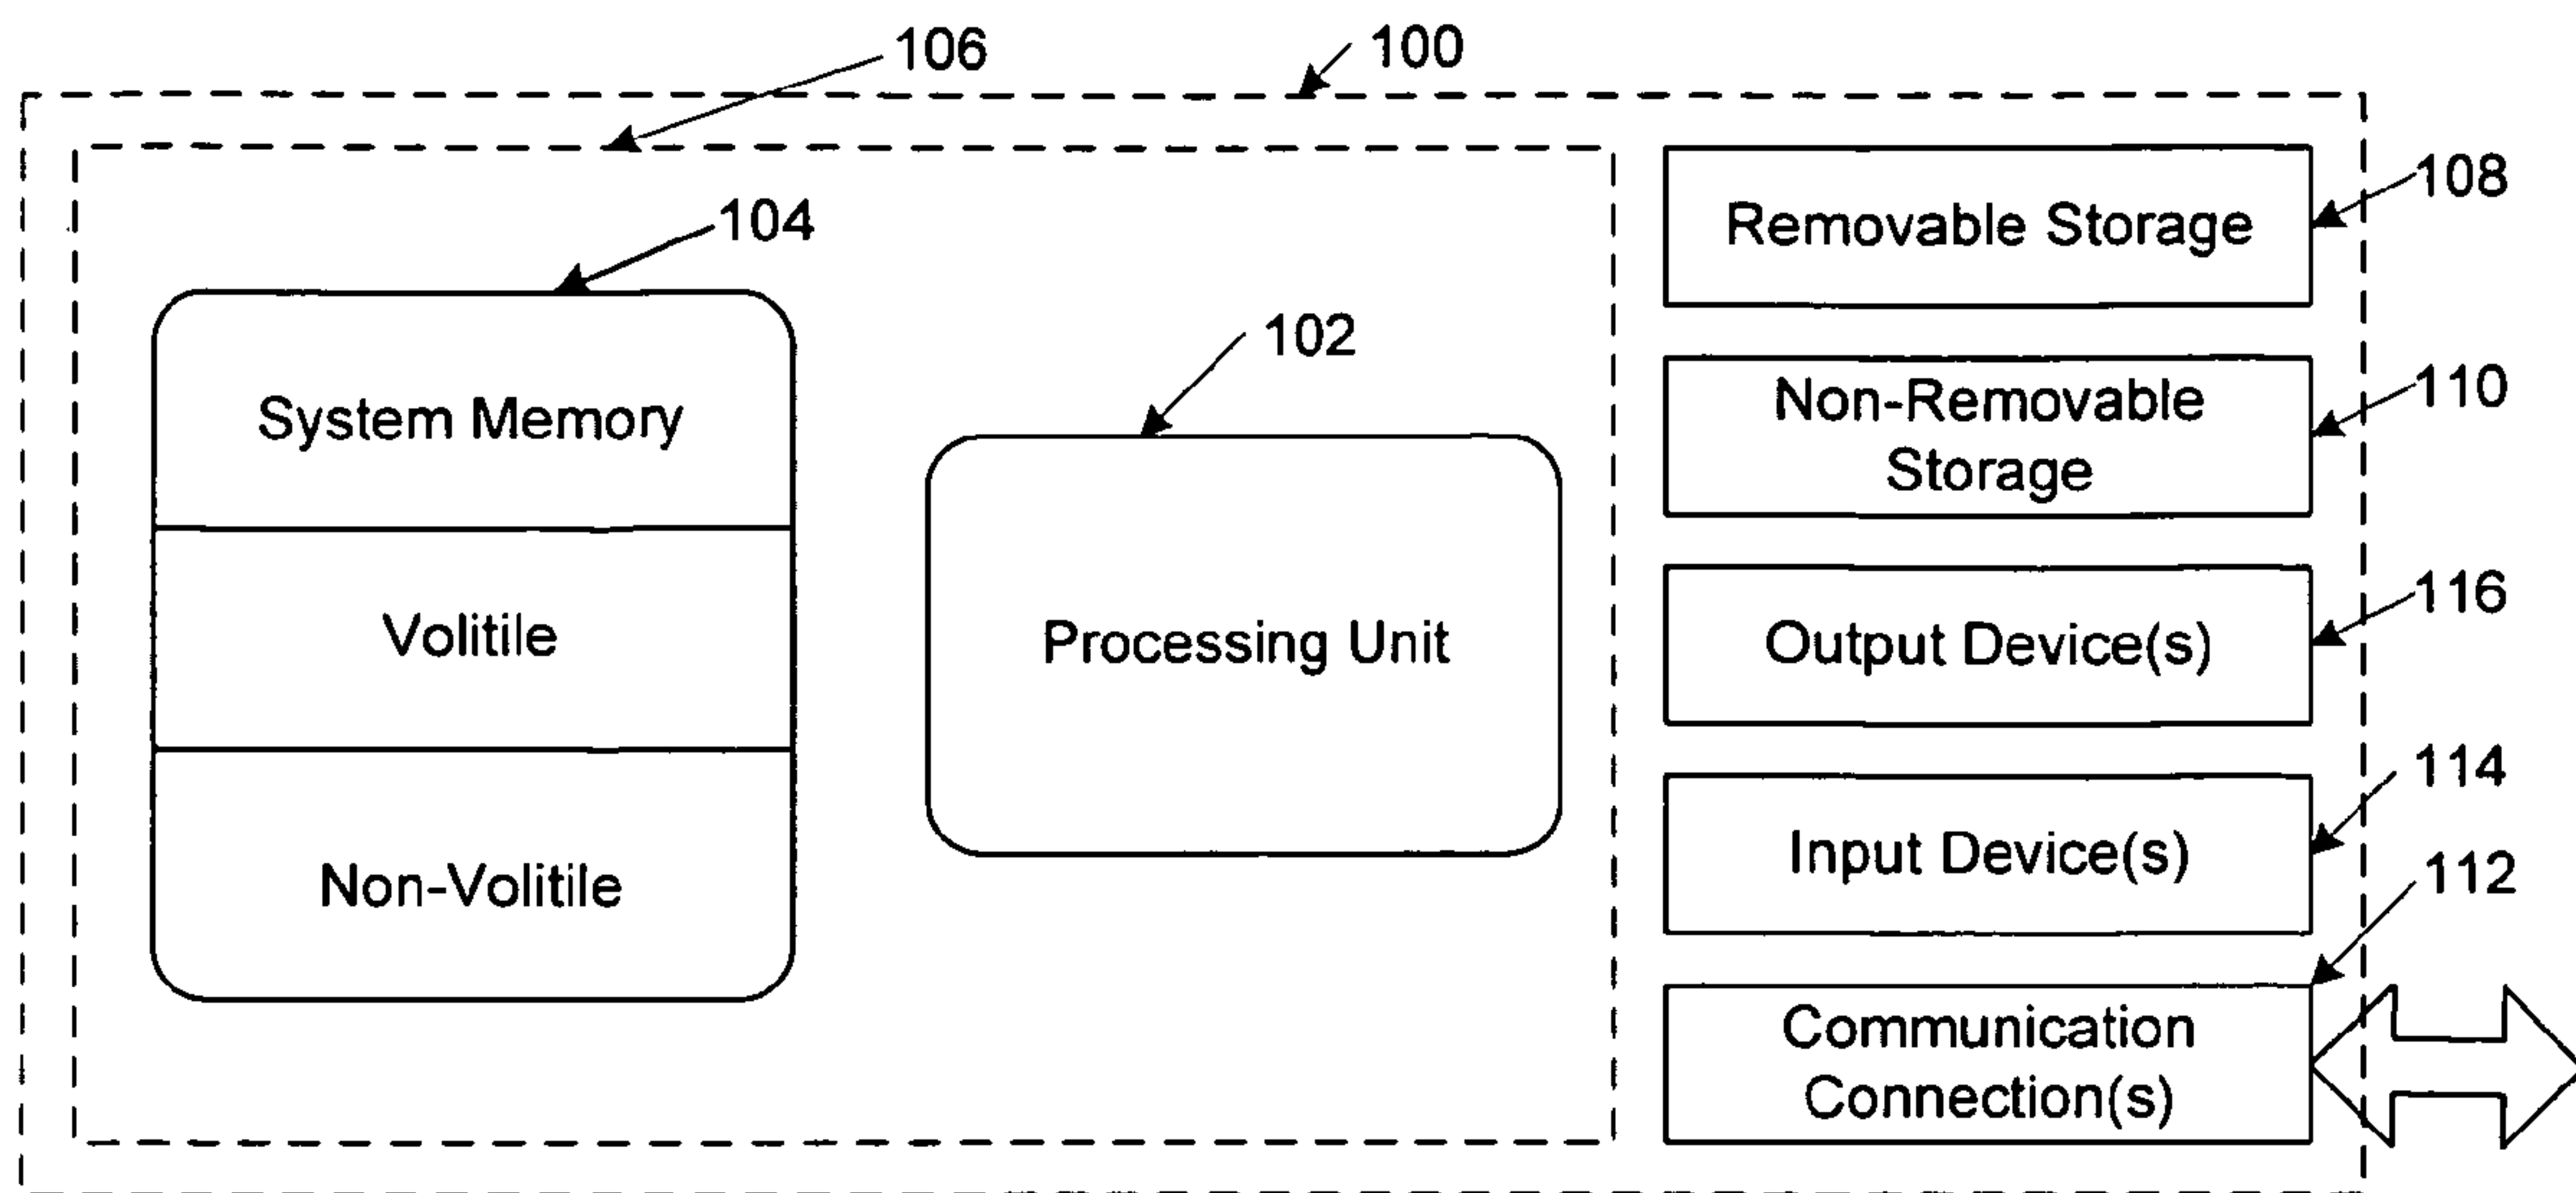 106
100
108
Removable Storage
104
102
110
Non-Removable
Storage
System Memory
116
Volitile
Processing Unit
Output Device(s)
114
Input Device(s)
112
Non-Volitile
Communication
Connection(s)